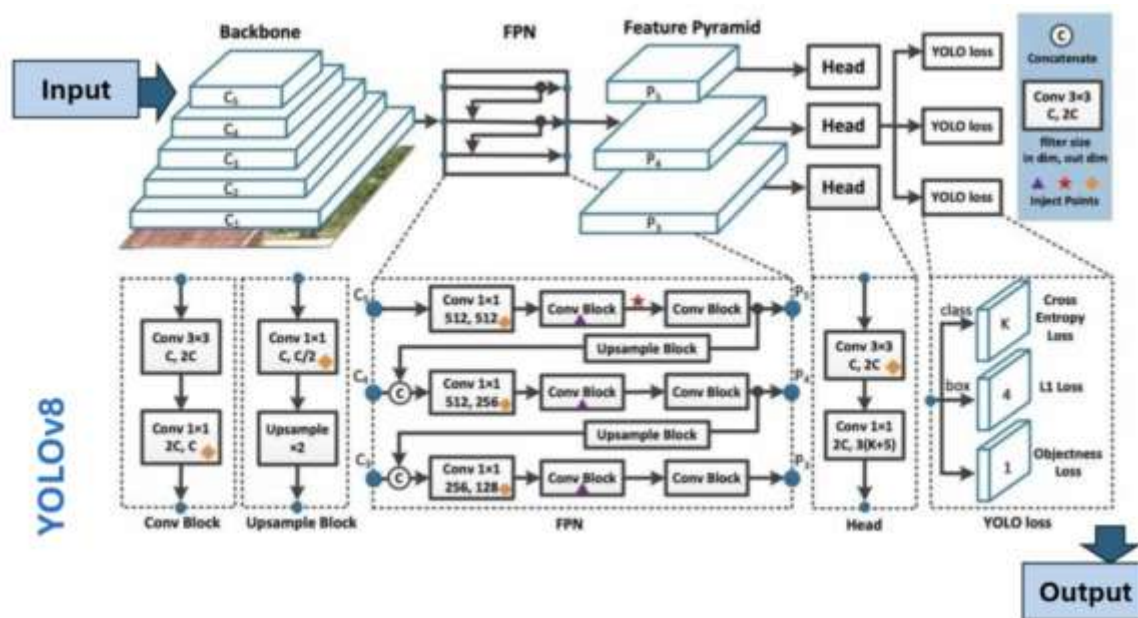 Backbone
FPN
Feature Pyramid
Input
C5
C4
C3
C2
C1
P5
P4
P3
Head
Head
Head
YOLO loss
YOLO loss
YOLO loss
C
Concatenate
Conv 3×3
C, 2C
filter size
in dim, out dim
Inject Points
YOLOv8
Conv 3×3
C, 2C
Conv 1×1
2C, C
Conv Block
Conv 1×1
C, C/2
Upsample
×2
Upsample Block
C5
Conv 1×1
512, 512
Conv Block
Conv Block
P5
Upsample Block
C4
C
Conv 1×1
512, 256
Conv Block
Conv Block
P4
Upsample Block
C3
C
Conv 1×1
256, 128
Conv Block
Conv Block
P3
FPN
Conv 3×3
C, 2C
Conv 1×1
2C, 3(K+5)
Head
class
K
Cross
Entropy
Loss
box
4
L1 Loss
1
Objectness
Loss
YOLO loss
Output